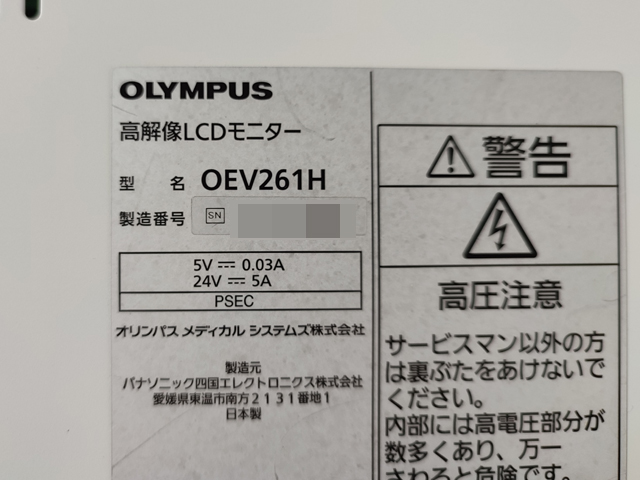 OLYMPUS
高解像LCDモニター
型 名 OEV261H
製造番号 SN
5V ⎓ 0.03A
24V ⎓ 5A
PSEC
オリンパス メディカル システムズ株式会社
製造元
パナソニック四国エレクトロニクス株式会社
愛媛県東温市南方2131番地1
日本製
警告
高圧注意
サービスマン以外の方
は裏ぶたをあけないで
ください。
内部には高電圧部分が
数多くあり、万一
さわると危険です。